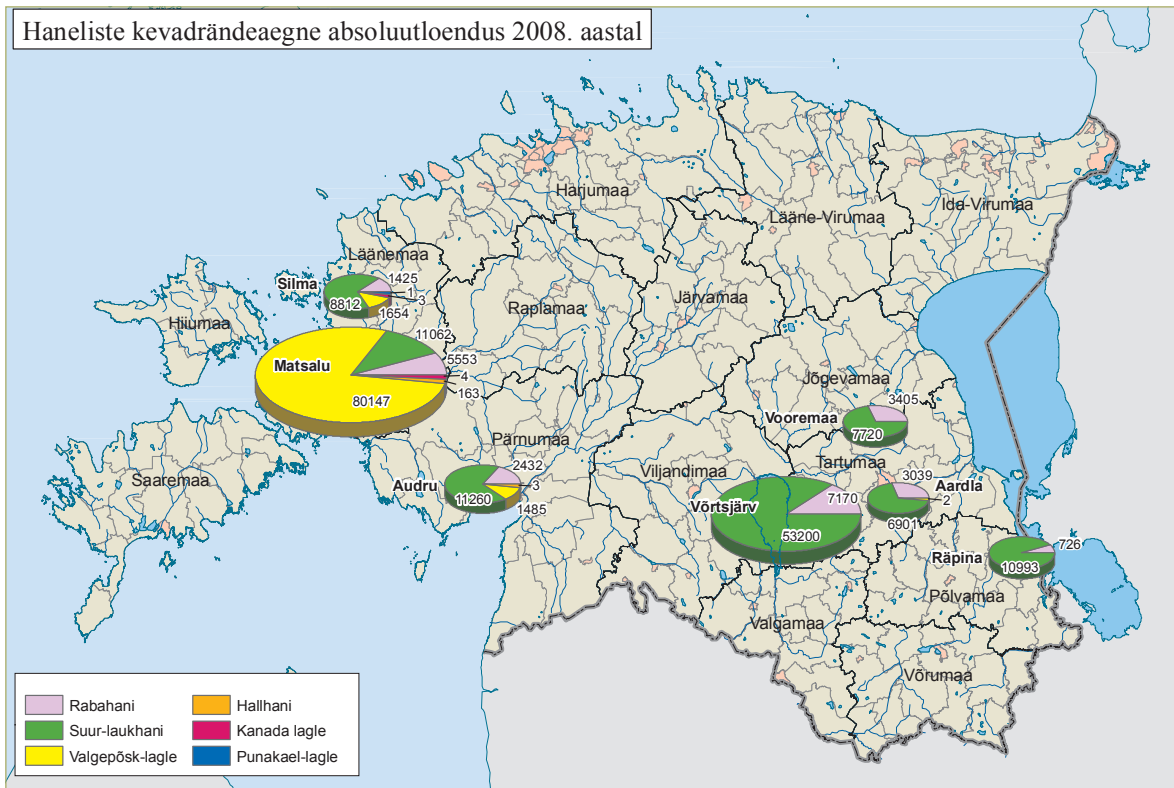 Haneliste kevadrändeaegne absoluutloendus 2008. aastal
Harjumaa
Lääne-Virumaa
Ida-Virumaa
Läänemaa
Silma
1425
1
3
8812
1654
Hiiumaa
Raplamaa
Järvamaa
11062
5553
Matsalu
4
163
80147
Jõgevamaa
3405
Vooremaa
7720
Pärnumaa
Saaremaa
2432
Audru
3
11260
1485
Viljandimaa
Tartumaa
3039
Aardla
2
6901
Võrtsjärv
7170
53200
Räpina
726
10993
Põlvamaa
Valgamaa
Võrumaa
Rabahani
Suur-laukhani
Valgepõsk-lagle
Hallhani
Kanada lagle
Punakael-lagle